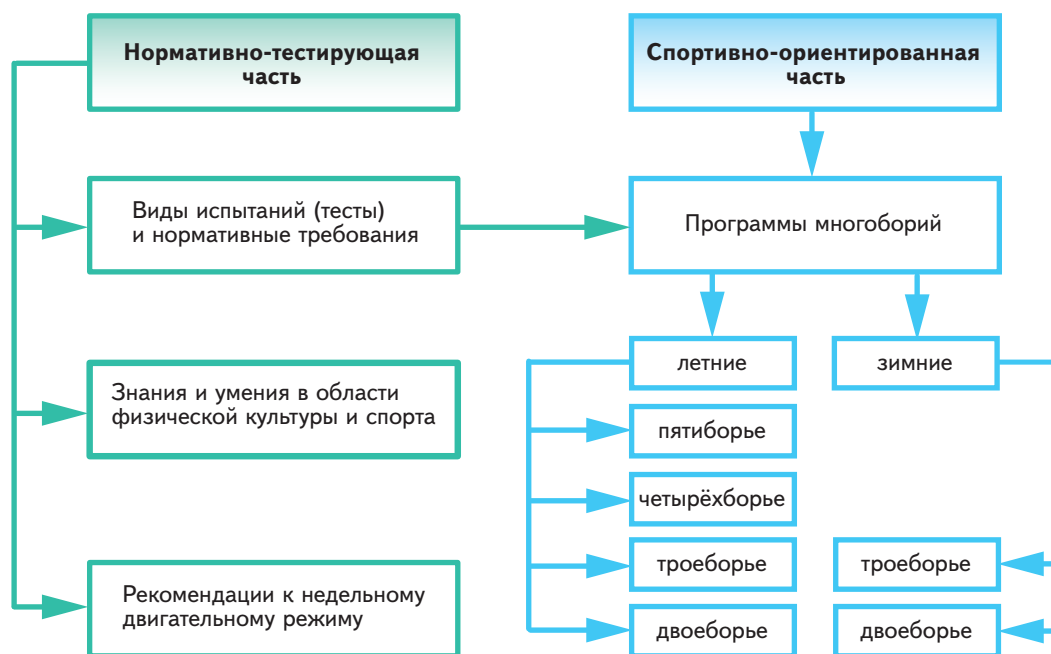 Нормативно-тестирующая
часть
Спортивно-ориентированная
часть
Виды испытаний (тесты)
и нормативные требования
Программы многоборий
летние
зимние
Знания и умения в области
физической культуры и спорта
пятиборье
четырёхборье
троеборье
троеборье
Рекомендации к недельному
двигательному режиму
двоеборье
двоеборье